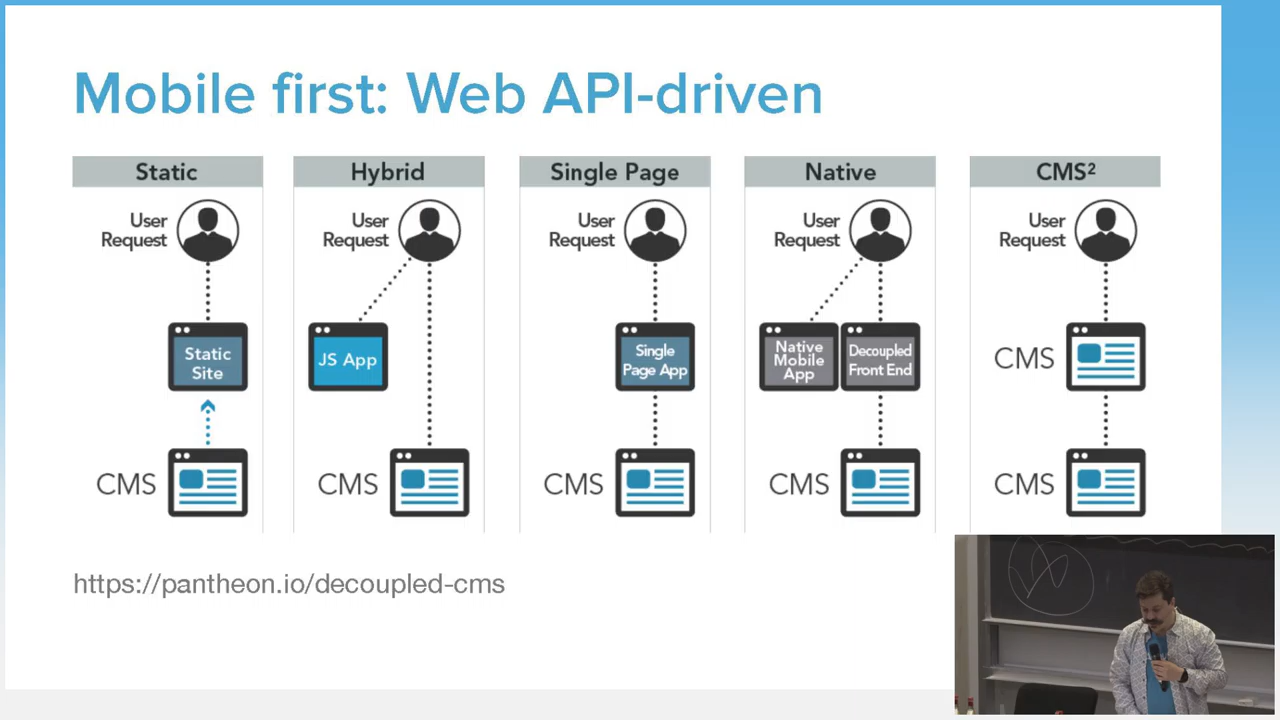 Mobile first: Web API-driven
Static
User
Request
Static
Site
CMS
Hybrid
User
Request
JS App
CMS
Single Page
User
Request
Single
Page App
CMS
Native
User
Request
Native
Mobile
App
Decoupled
Front End
CMS
CMS²
User
Request
CMS
CMS
https://pantheon.io/decoupled-cms